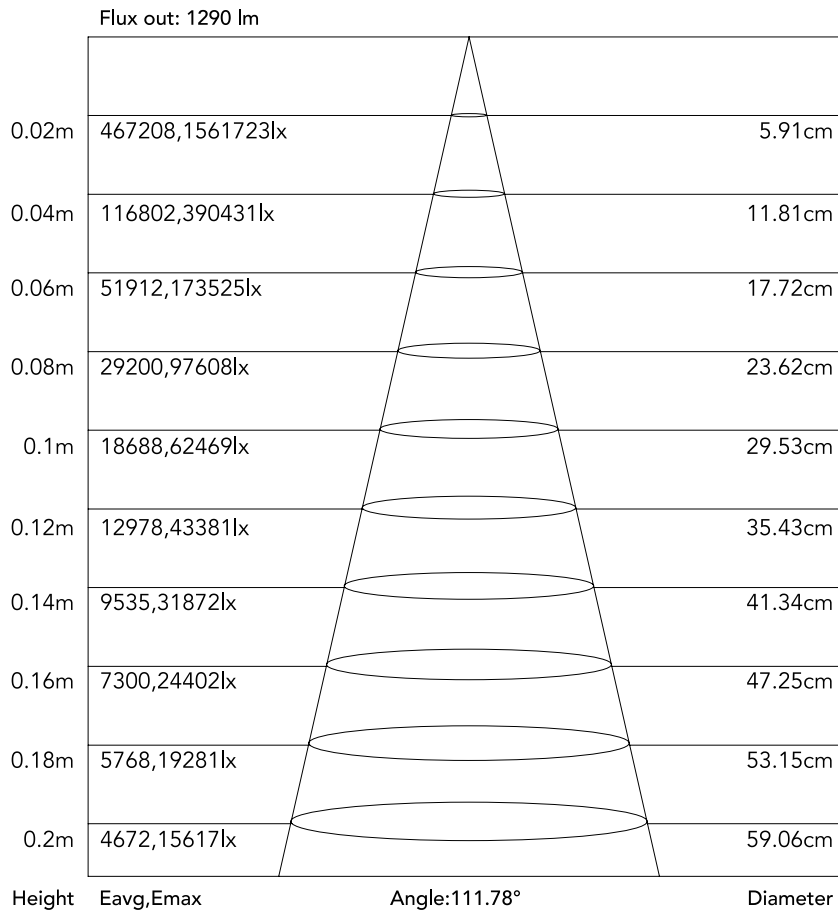 Flux out: 1290 lm
0.02m 467208,1561723lx 5.91cm
0.04m 116802,390431lx 11.81cm
0.06m 51912,173525lx 17.72cm
0.08m 29200,97608lx 23.62cm
0.1m 18688,62469lx 29.53cm
0.12m 12978,43381lx 35.43cm
0.14m 9535,31872lx 41.34cm
0.16m 7300,24402lx 47.25cm
0.18m 5768,19281lx 53.15cm
0.2m 4672,15617lx 59.06cm
Height Eavg,Emax Angle:111.78° Diameter